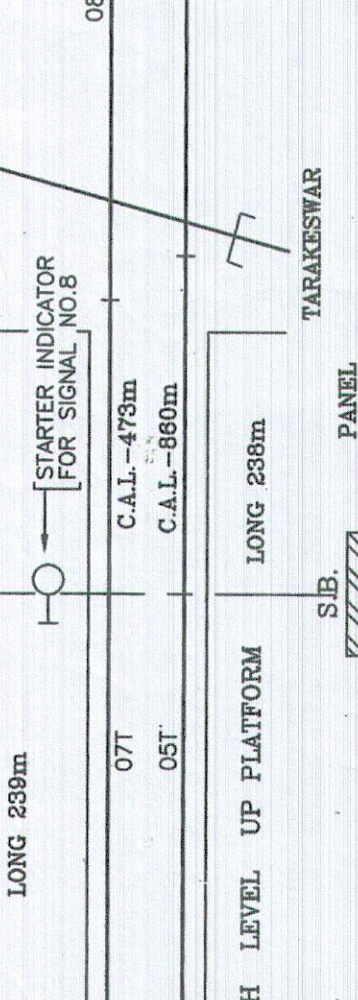 08
STARTER INDICATOR
FOR SIGNAL NO.8
C.A.L.-473m
C.A.L.-860m
LONG 238m
TARAKESWAR
PANEL
S.B.
07T
05T
LONG 239m
H LEVEL UP PLATFORM